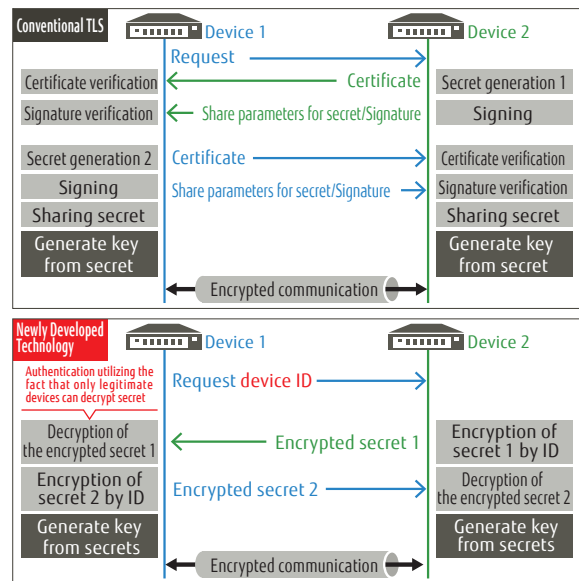 Conventional TLS
Device 1
Device 2
Request
Certificate verification
Certificate
Secret generation 1
Signature verification
Share parameters for secret/Signature
Signing
Secret generation 2
Certificate
Certificate verification
Signing
Share parameters for secret/Signature
Signature verification
Sharing secret
Sharing secret
Generate key
from secret
Generate key
from secret
Encrypted communication
Newly Developed
Technology
Device 1
Device 2
Authentication utilizing the
fact that only legitimate
devices can decrypt secret
Request device ID
Decryption of
the encrypted secret 1
Encrypted secret 1
Encryption of
secret 1 by ID
Encryption of
secret 2 by ID
Encrypted secret 2
Decryption of
the encrypted secret 2
Generate key
from secrets
Generate key
from secrets
Encrypted communication